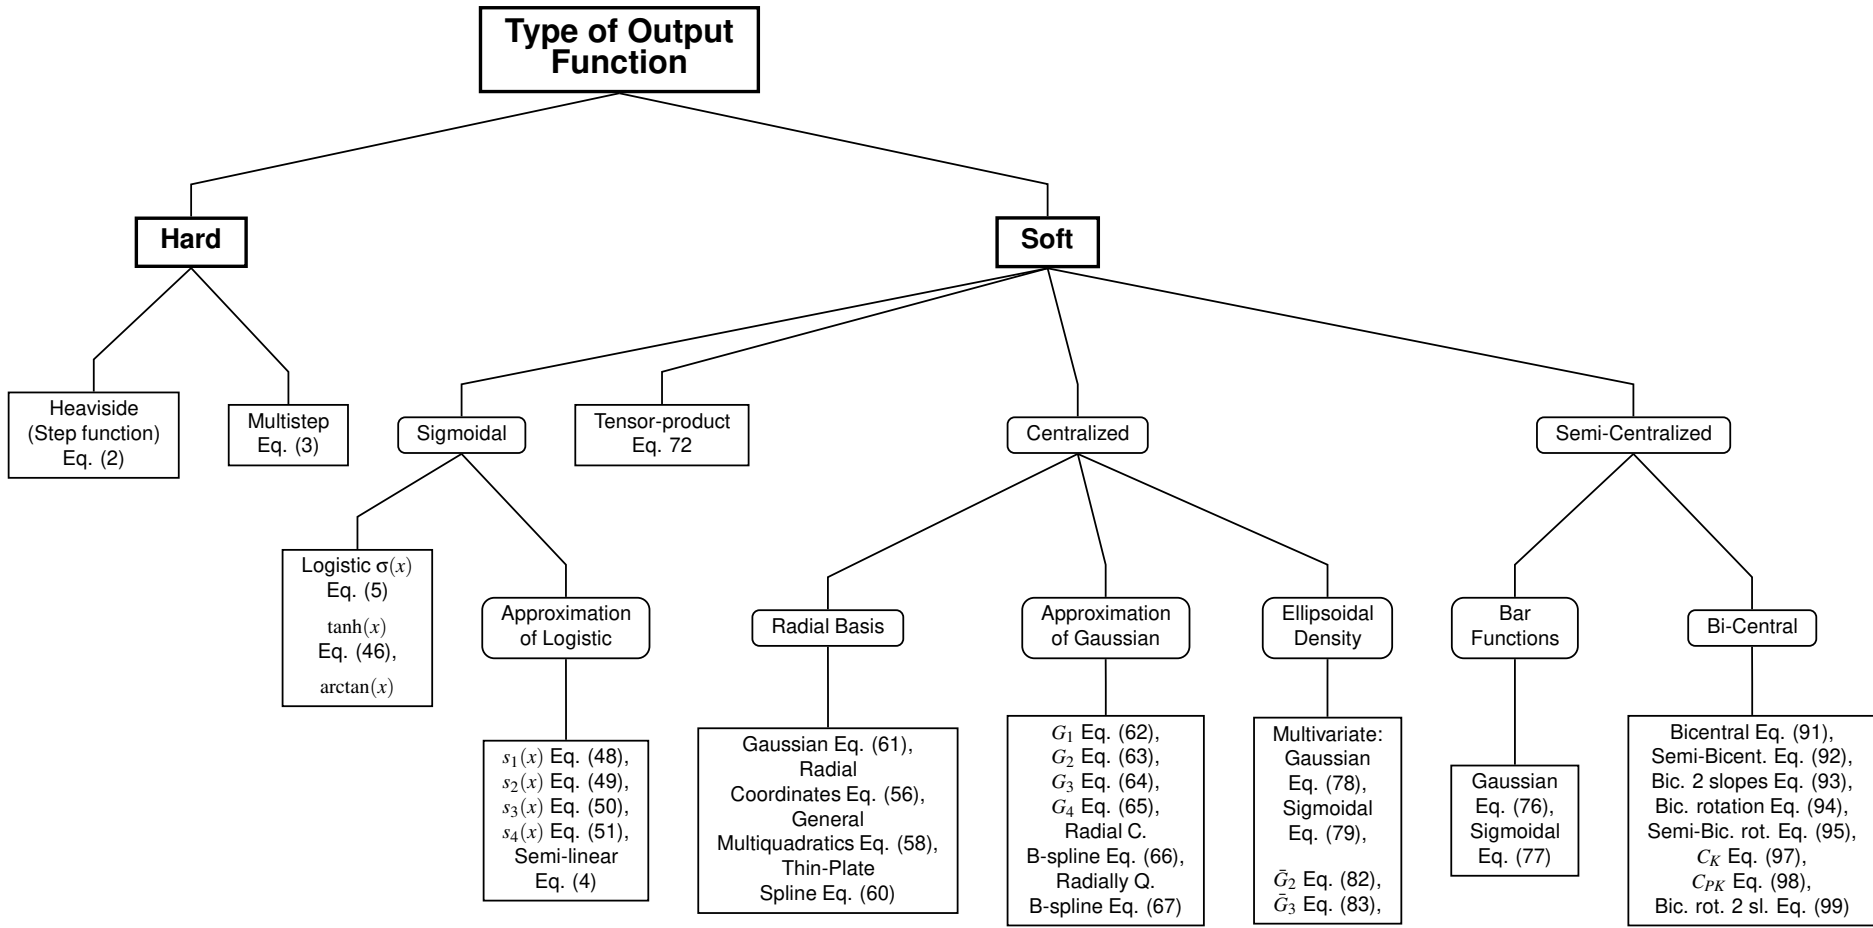 Type of Output
Function
Hard
Soft
Heaviside
(Step function)
Eq. (2)
Multistep
Eq. (3)
Sigmoidal
Tensor-product
Eq. 72
Centralized
Semi-Centralized
Logistic σ(x)
Eq. (5)
tanh(x)
Eq. (46),
arctan(x)
Approximation
of Logistic
Radial Basis
Approximation
of Gaussian
Ellipsoidal
Density
Bar
Functions
Bi-Central
s₁(x) Eq. (48),
s₂(x) Eq. (49),
s₃(x) Eq. (50),
s₄(x) Eq. (51),
Semi-linear
Eq. (4)
Gaussian Eq. (61),
Radial
Coordinates Eq. (56),
General
Multiquadratics Eq. (58),
Thin-Plate
Spline Eq. (60)
G₁ Eq. (62),
G₂ Eq. (63),
G₃ Eq. (64),
G₄ Eq. (65),
Radial C.
B-spline Eq. (66),
Radially Q.
B-spline Eq. (67)
Multivariate:
Gaussian
Eq. (78),
Sigmoidal
Eq. (79),
Ḡ₂ Eq. (82),
Ḡ₃ Eq. (83),
Gaussian
Eq. (76),
Sigmoidal
Eq. (77)
Bicentral Eq. (91),
Semi-Bicent. Eq. (92),
Bic. 2 slopes Eq. (93),
Bic. rotation Eq. (94),
Semi-Bic. rot. Eq. (95),
C_K Eq. (97),
C_PK Eq. (98),
Bic. rot. 2 sl. Eq. (99)